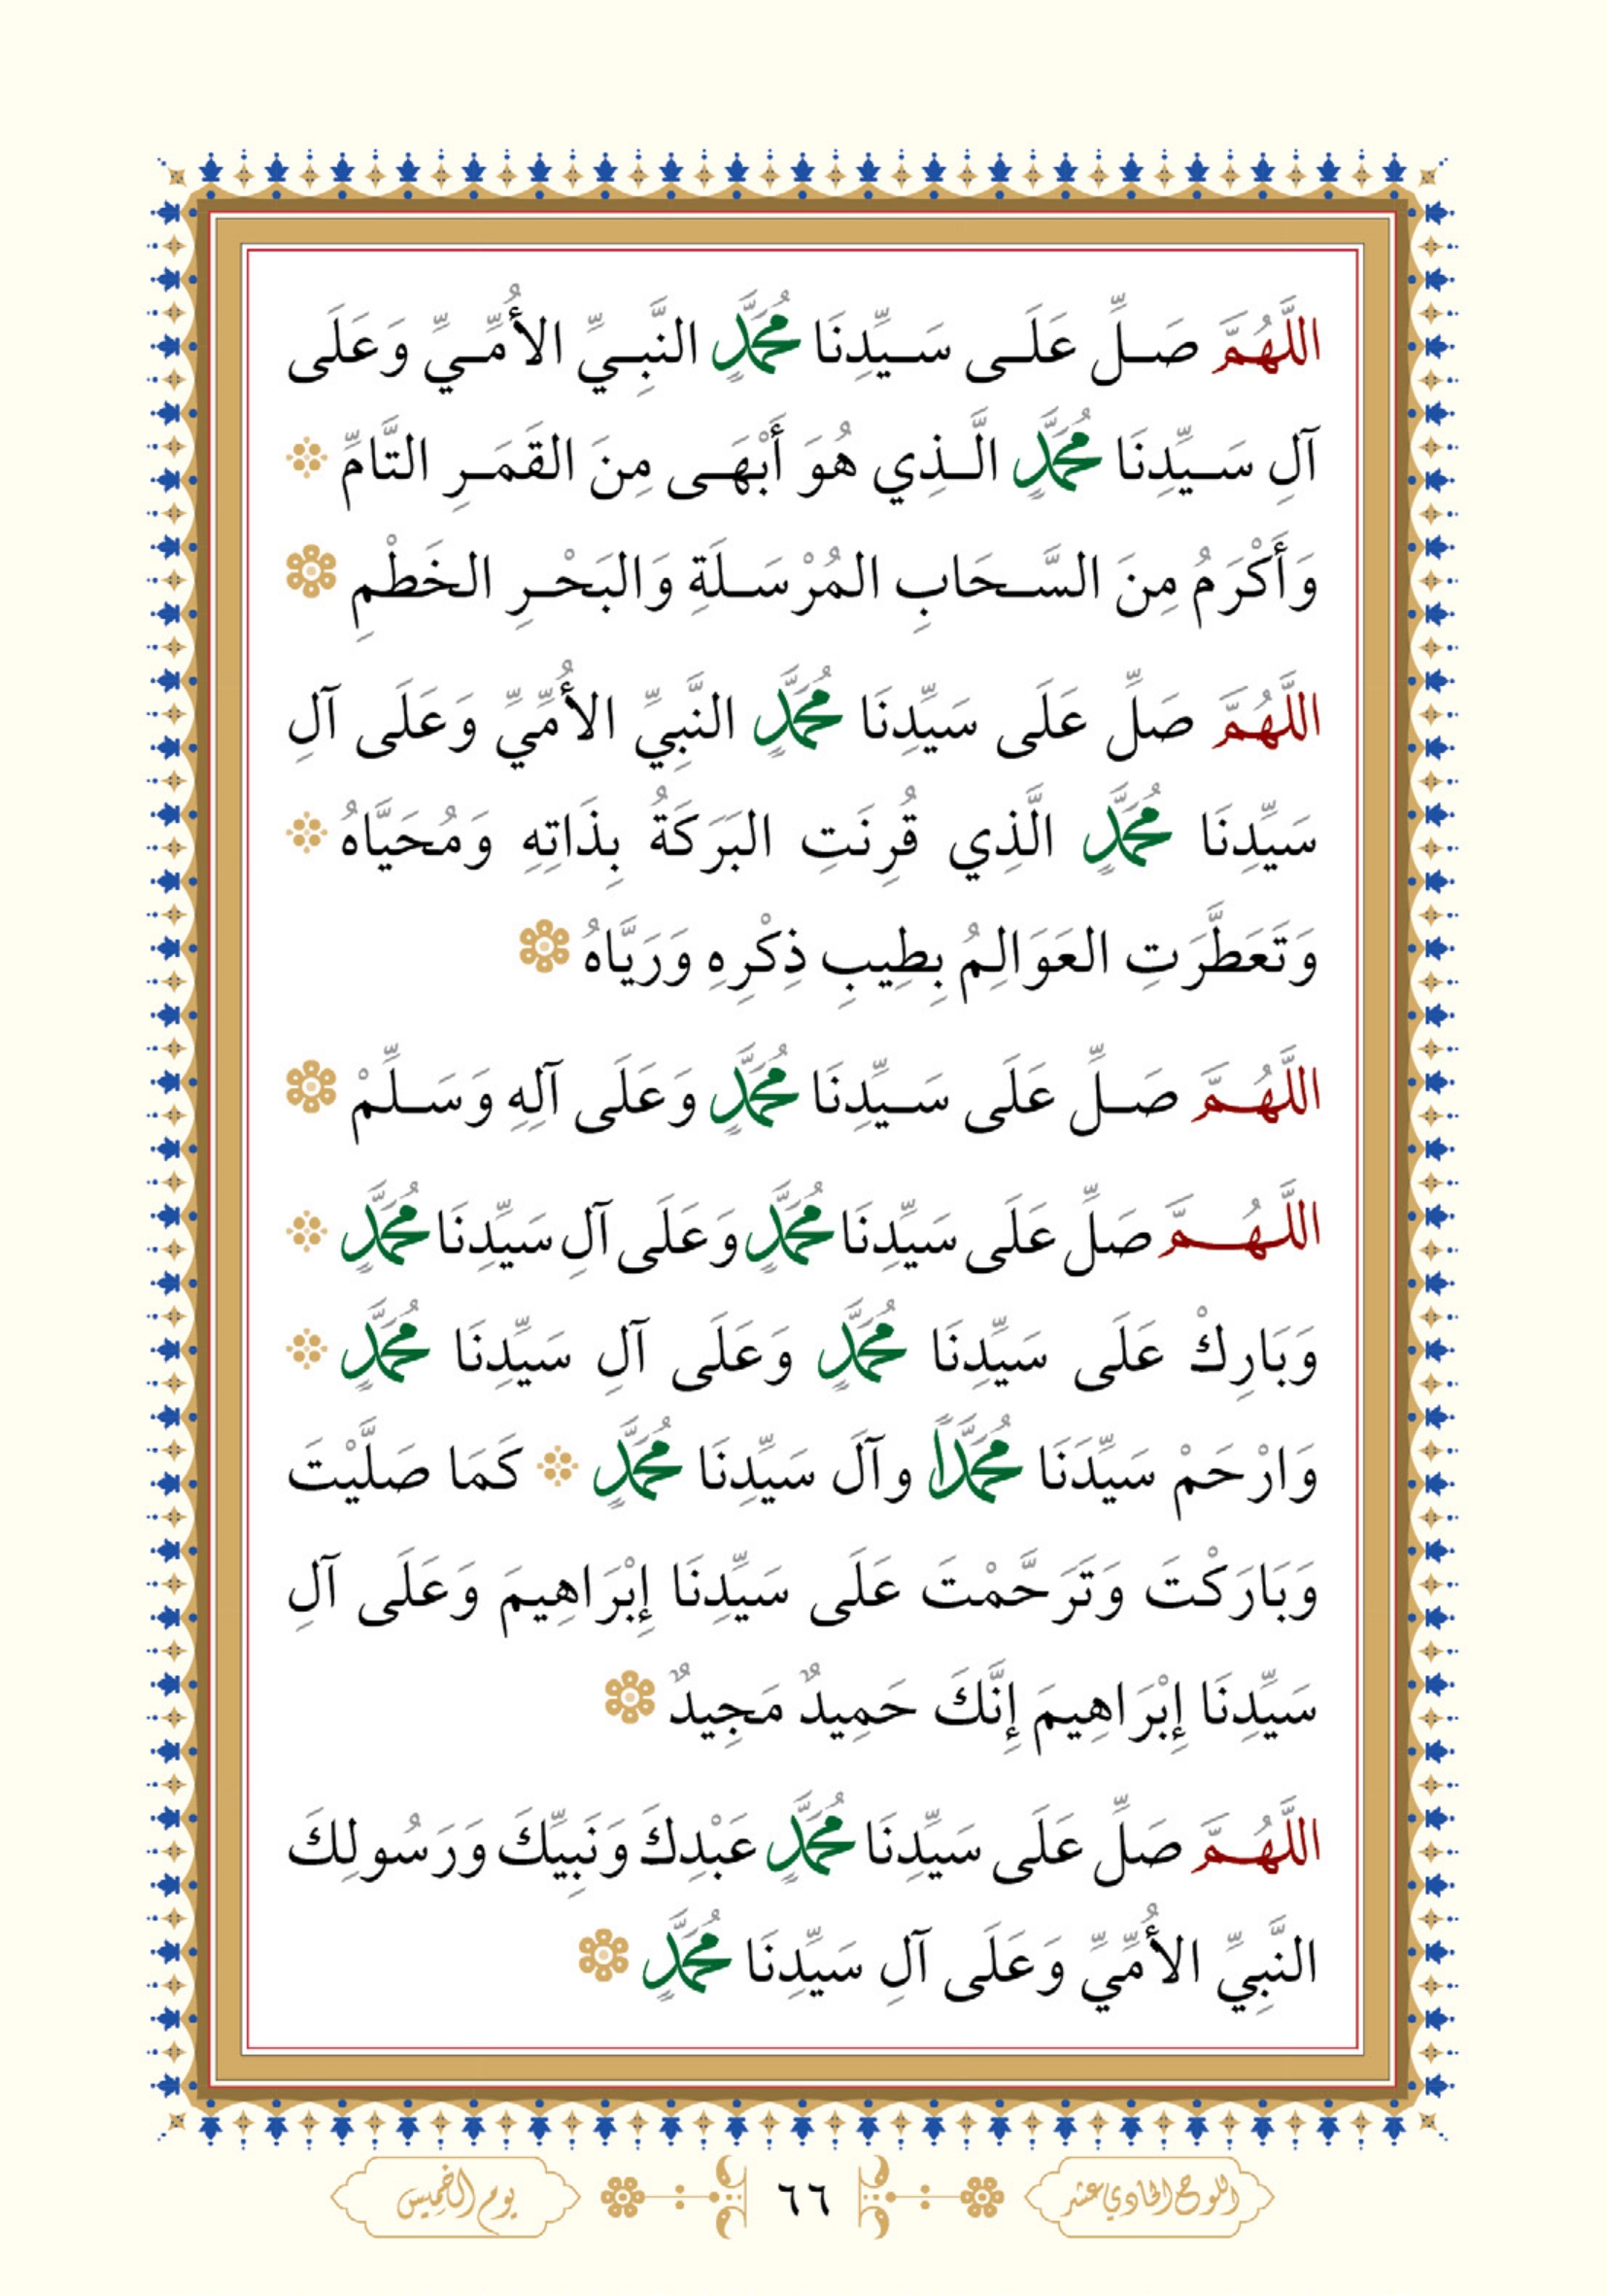 اللَّهُمَّ صَلِّ عَلَى سَيِّدِنَا مُحَمَّدٍ النَّبِيِّ الأُمِّيِّ وَعَلَى
آلِ سَيِّدِنَا مُحَمَّدٍ الَّذِي هُوَ أَبْهَى مِنَ القَمَرِ التَّامِّ
وَأَكْرَمُ مِنَ السَّحَابِ المُرْسَلَةِ وَالبَحْرِ الخَطْمِ
اللَّهُمَّ صَلِّ عَلَى سَيِّدِنَا مُحَمَّدٍ النَّبِيِّ الأُمِّيِّ وَعَلَى آلِ
سَيِّدِنَا مُحَمَّدٍ الَّذِي قُرِنَتِ البَرَكَةُ بِذَاتِهِ وَمُحَيَّاهُ
وَتَعَطَّرَتِ العَوَالِمُ بِطِيبِ ذِكْرِهِ وَرَيَّاهُ
اللَّهُمَّ صَلِّ عَلَى سَيِّدِنَا مُحَمَّدٍ وَعَلَى آلِهِ وَسَلِّمْ
اللَّهُمَّ صَلِّ عَلَى سَيِّدِنَا مُحَمَّدٍ وَعَلَى آلِ سَيِّدِنَا مُحَمَّدٍ
وَبَارِكْ عَلَى سَيِّدِنَا مُحَمَّدٍ وَعَلَى آلِ سَيِّدِنَا مُحَمَّدٍ
وَارْحَمْ سَيِّدَنَا مُحَمَّداً وآلَ سَيِّدِنَا مُحَمَّدٍ كَمَا صَلَّيْتَ
وَبَارَكْتَ وَتَرَحَّمْتَ عَلَى سَيِّدِنَا إِبْرَاهِيمَ وَعَلَى آلِ
سَيِّدِنَا إِبْرَاهِيمَ إِنَّكَ حَمِيدٌ مَجِيدٌ
اللَّهُمَّ صَلِّ عَلَى سَيِّدِنَا مُحَمَّدٍ عَبْدِكَ وَنَبِيِّكَ وَرَسُولِكَ
النَّبِيِّ الأُمِّيِّ وَعَلَى آلِ سَيِّدِنَا مُحَمَّدٍ
اللوح الحادي عشر ٦٦ يوم الخميس